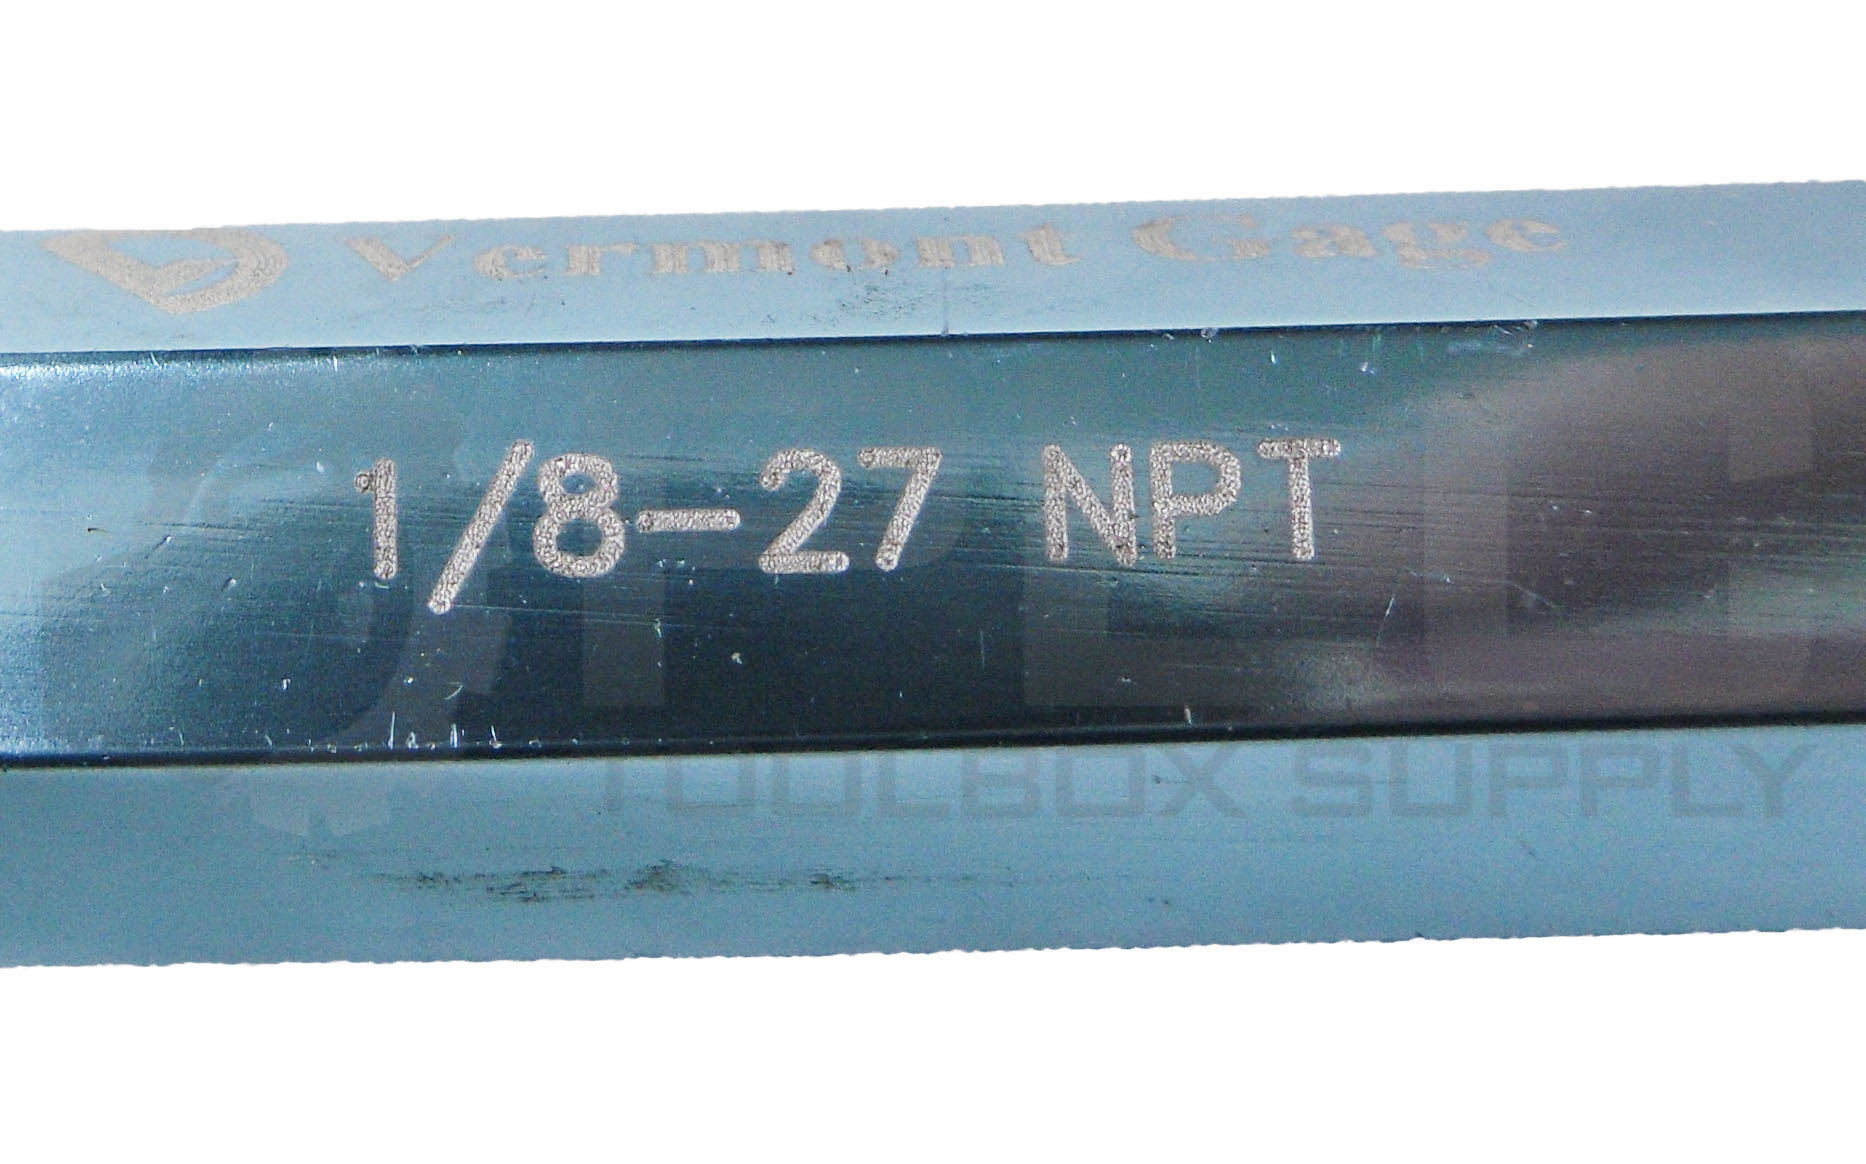 Vermont Gage
1/8-27 NPT
TOOLBOX SUPPLY